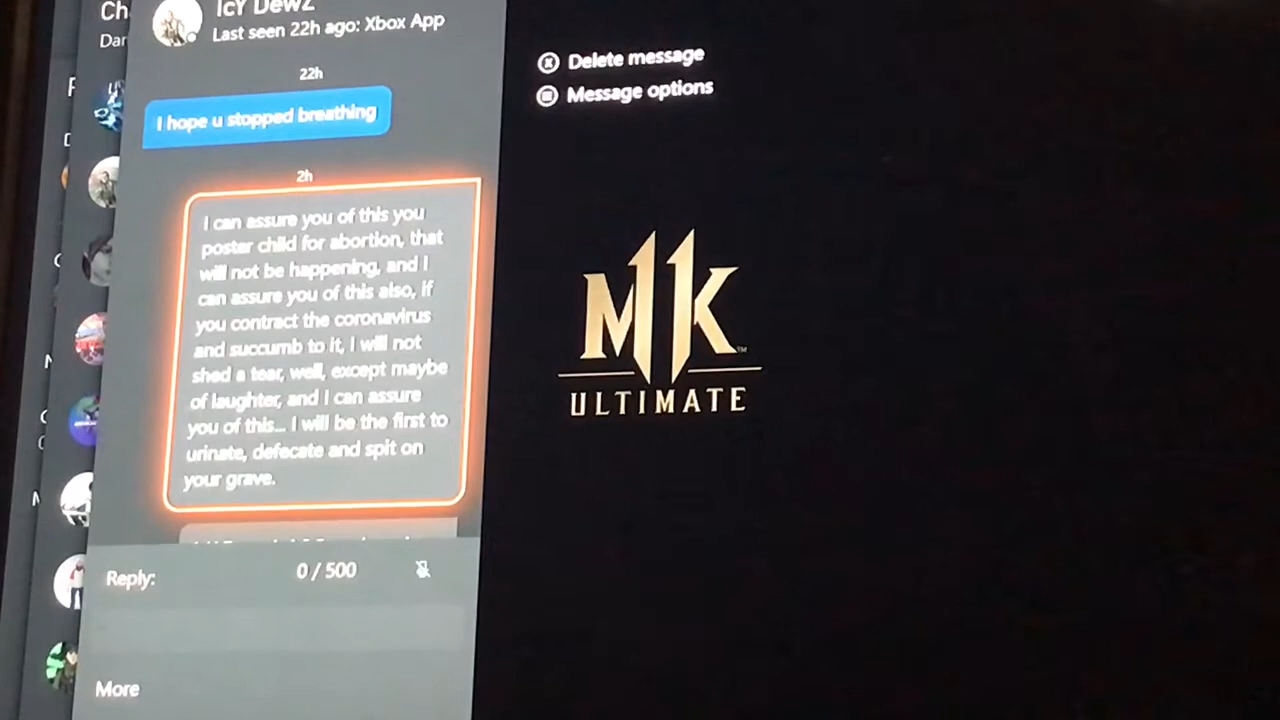 Ch
Dar
IcY DewZ
Last seen 22h ago: Xbox App
22h
I hope u stopped breathing
2h
I can assure you of this you
poster child for abortion, that
will not be happening, and I
can assure you of this also, if
you contract the coronavirus
and succumb to it, I will not
shed a tear, well, except maybe
of laughter, and I can assure
you of this... I will be the first to
urinate, defecate and spit on
your grave.
Reply:
0 / 500
More
Delete message
Message options
MK11
ULTIMATE